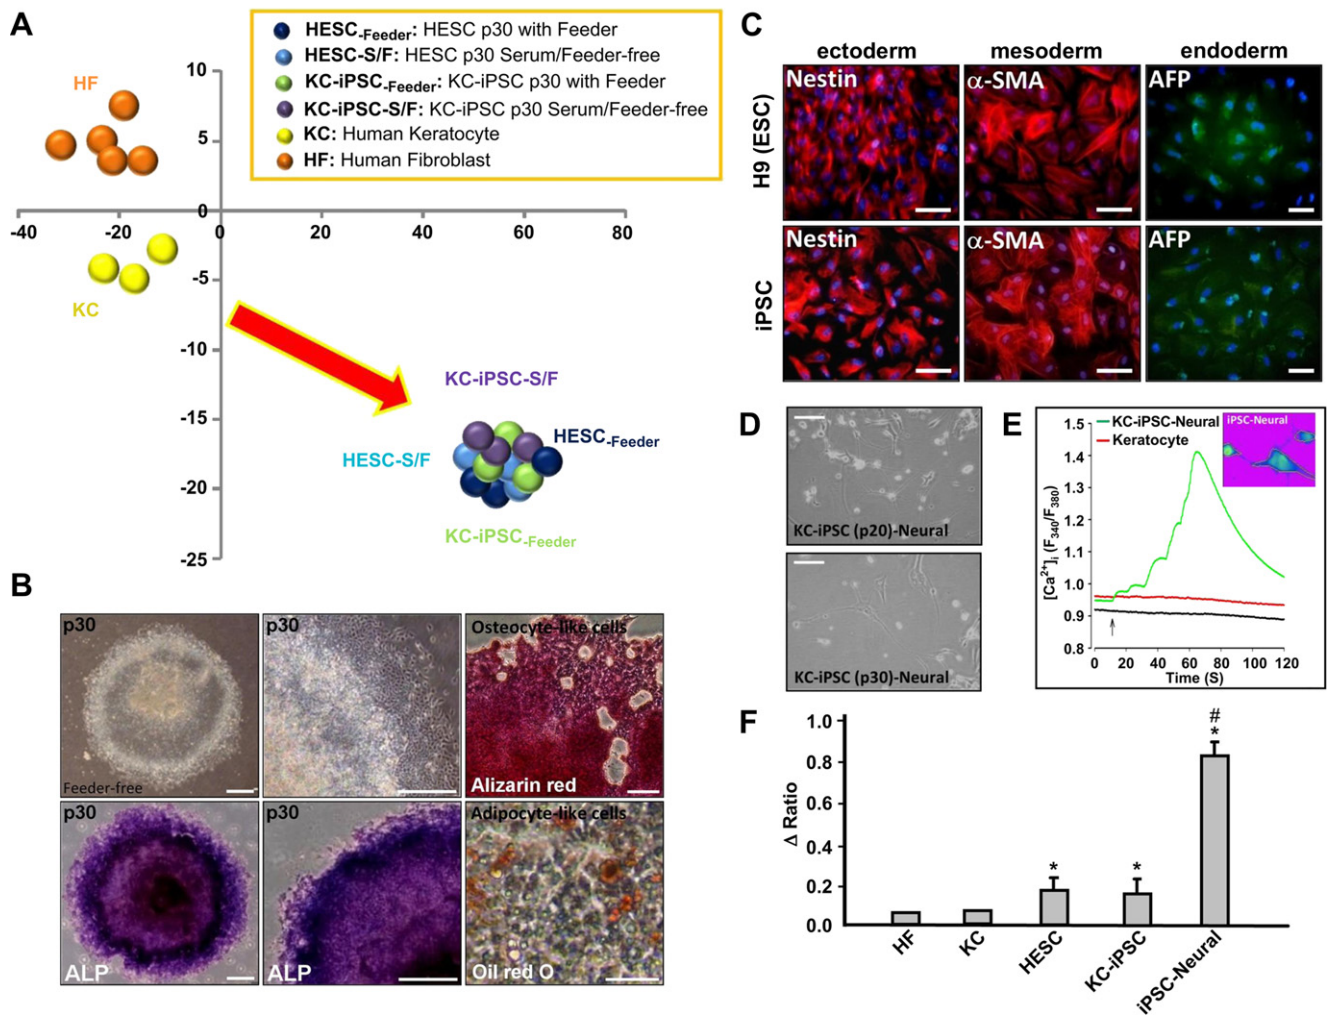 A
HESC-Feeder: HESC p30 with Feeder
HESC-S/F: HESC p30 Serum/Feeder-free
KC-iPSC-Feeder: KC-iPSC p30 with Feeder
KC-iPSC-S/F: KC-iPSC p30 Serum/Feeder-free
KC: Human Keratocyte
HF: Human Fibroblast
HF
10
5
0
-40
-20
0
20
40
60
80
-5
KC
-10
-15
-20
-25
KC-iPSC-S/F
HESC-Feeder
HESC-S/F
KC-iPSC-Feeder
B
p30
Feeder-free
p30
Osteocyte-like cells
Alizarin red
p30
ALP
p30
ALP
Adipocyte-like cells
Oil red O
C
ectoderm
mesoderm
endoderm
H9 (ESC)
Nestin
α-SMA
AFP
iPSC
Nestin
α-SMA
AFP
D
KC-iPSC (p20)-Neural
KC-iPSC (p30)-Neural
E
KC-iPSC-Neural
Keratocyte
iPSC-Neural
[Ca2+]i (F340/F380)
1.5
1.4
1.3
1.2
1.1
1.0
0.9
0.8
0 20 40 60 80 100 120
Time (S)
F
Δ Ratio
1.0
0.8
0.6
0.4
0.2
0.0
*
*
#
*
HF
KC
HESC
KC-iPSC
iPSC-Neural